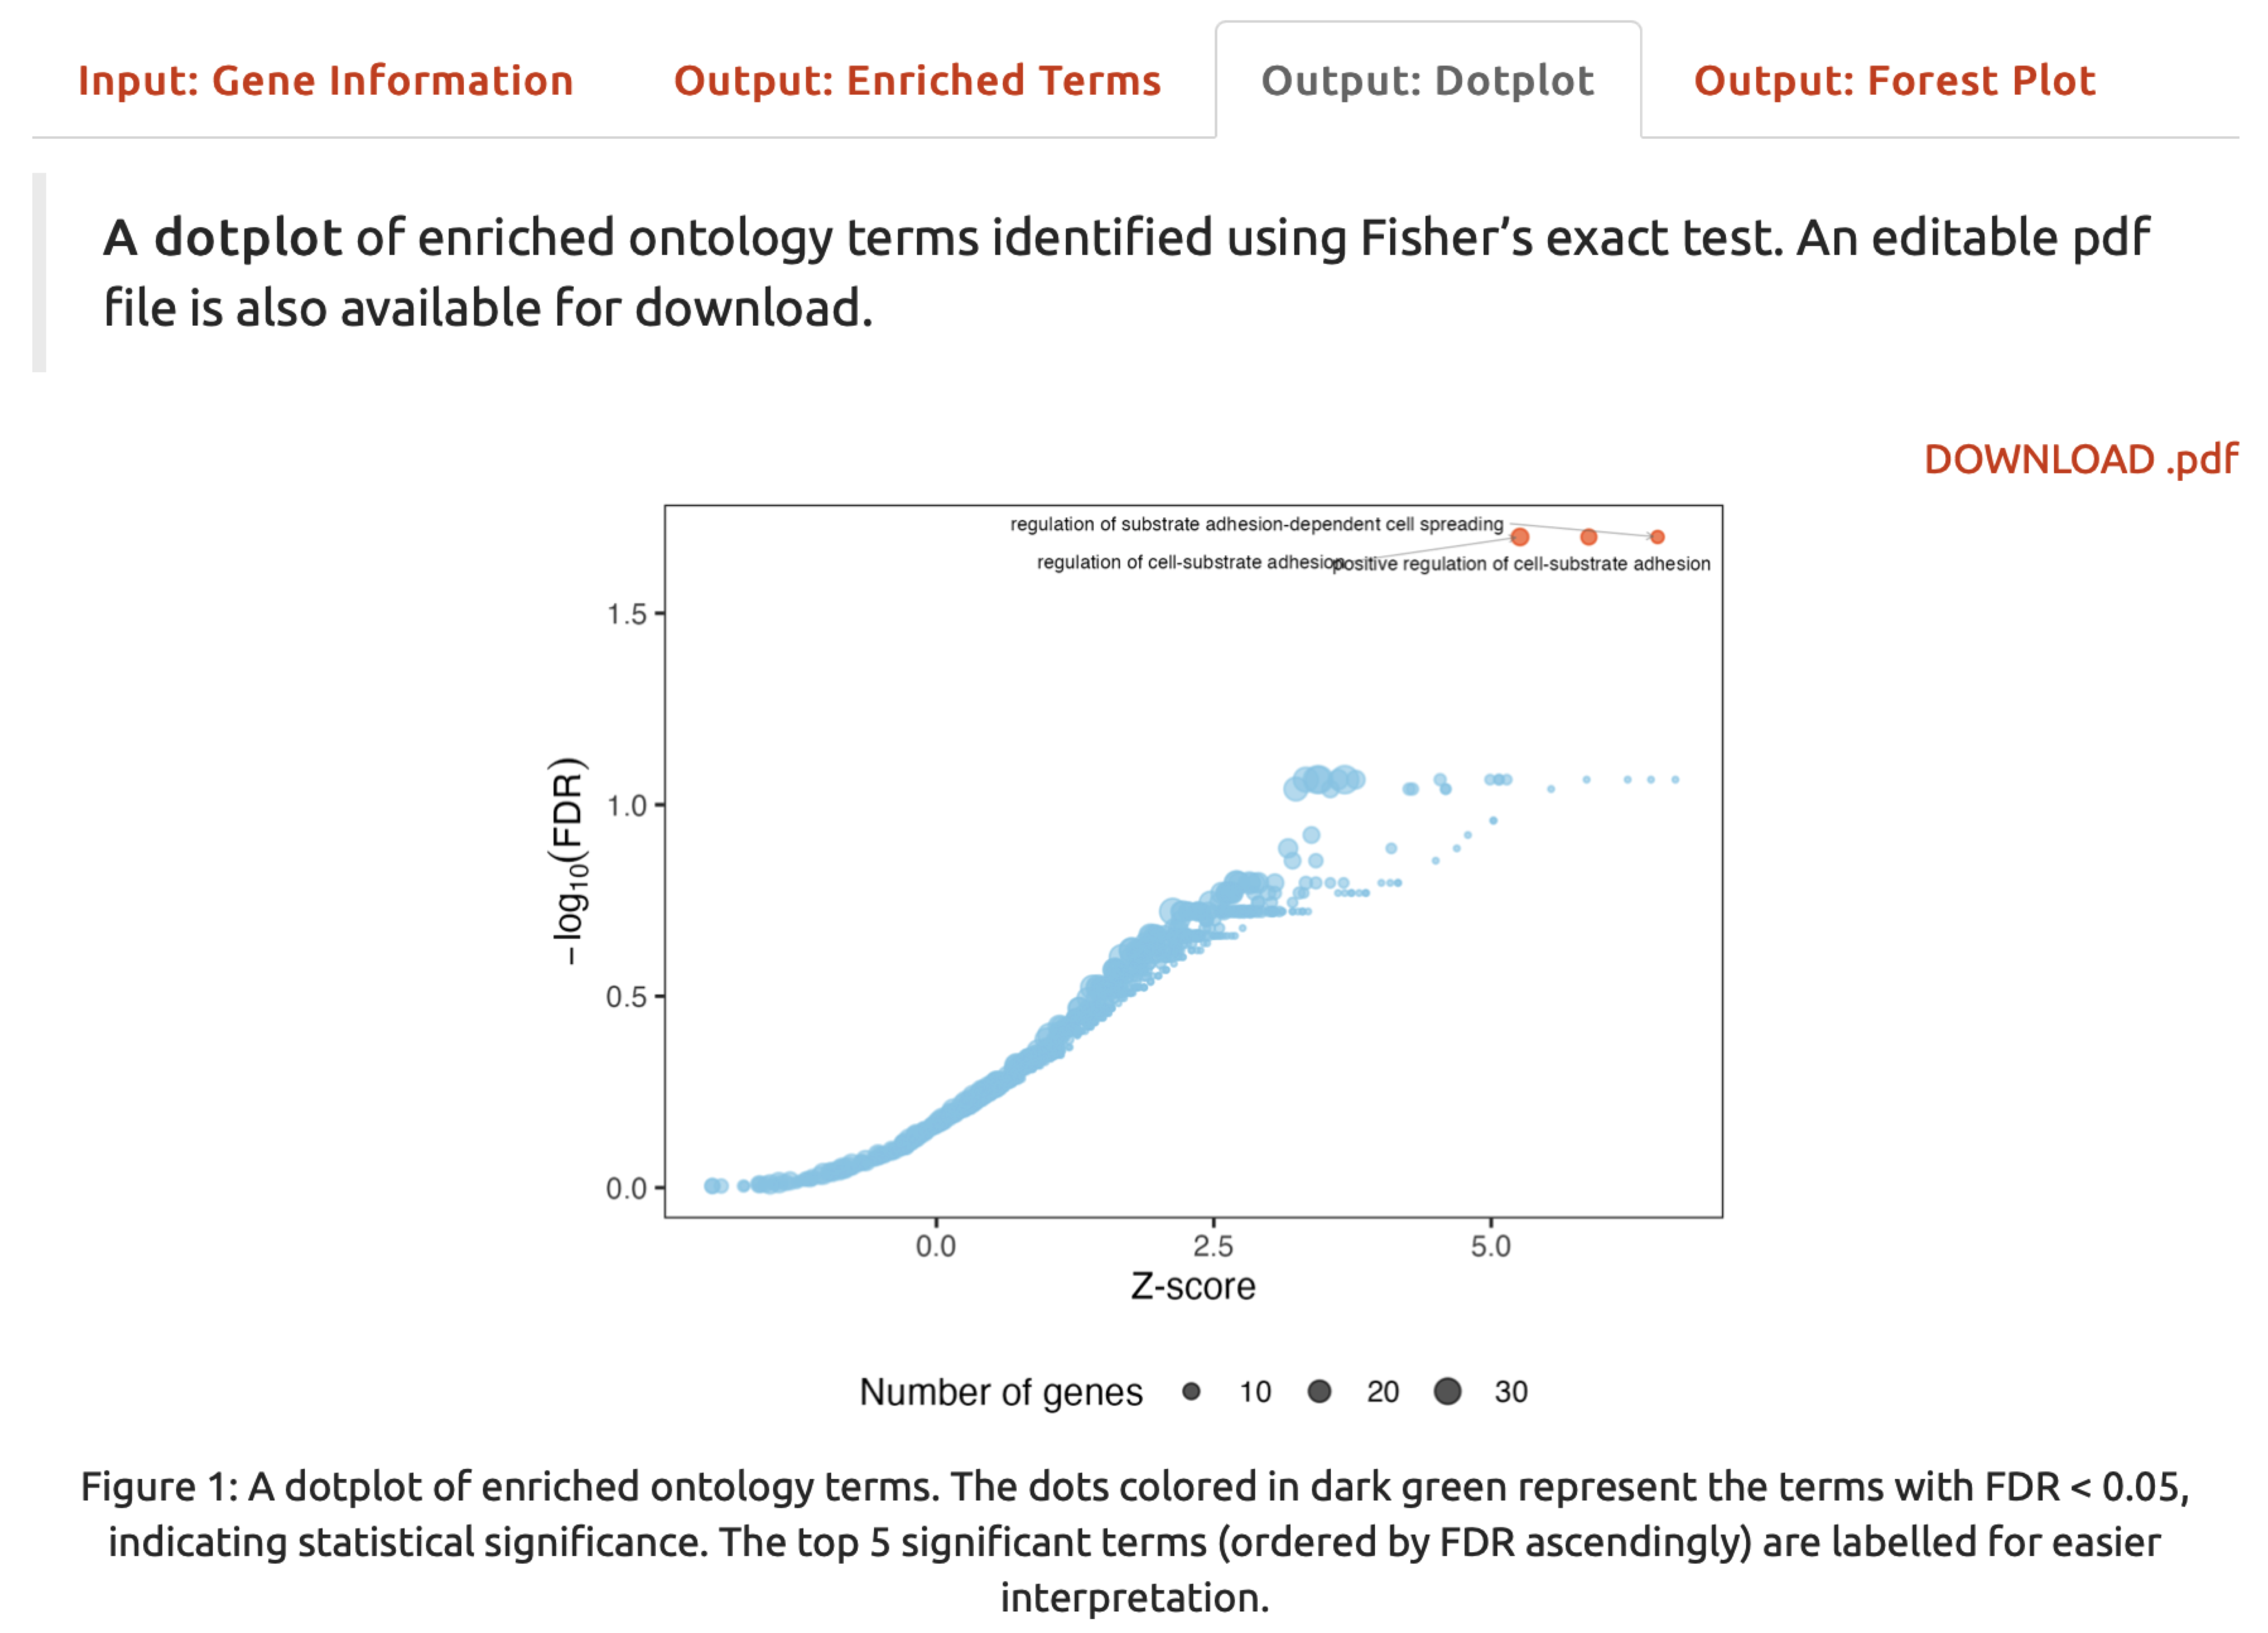 Input: Gene Information
Output: Enriched Terms
Output: Dotplot
Output: Forest Plot
A dotplot of enriched ontology terms identified using Fisher’s exact test. An editable pdf
file is also available for download.
DOWNLOAD .pdf
regulation of substrate adhesion-dependent cell spreading
regulation of cell-substrate adhesion
positive regulation of cell-substrate adhesion
1.5
1.0
0.5
0.0
−log10(FDR)
0.0 2.5 5.0
Z-score
Number of genes 10 20 30
Figure 1: A dotplot of enriched ontology terms. The dots colored in dark green represent the terms with FDR < 0.05,
indicating statistical significance. The top 5 significant terms (ordered by FDR ascendingly) are labelled for easier
interpretation.